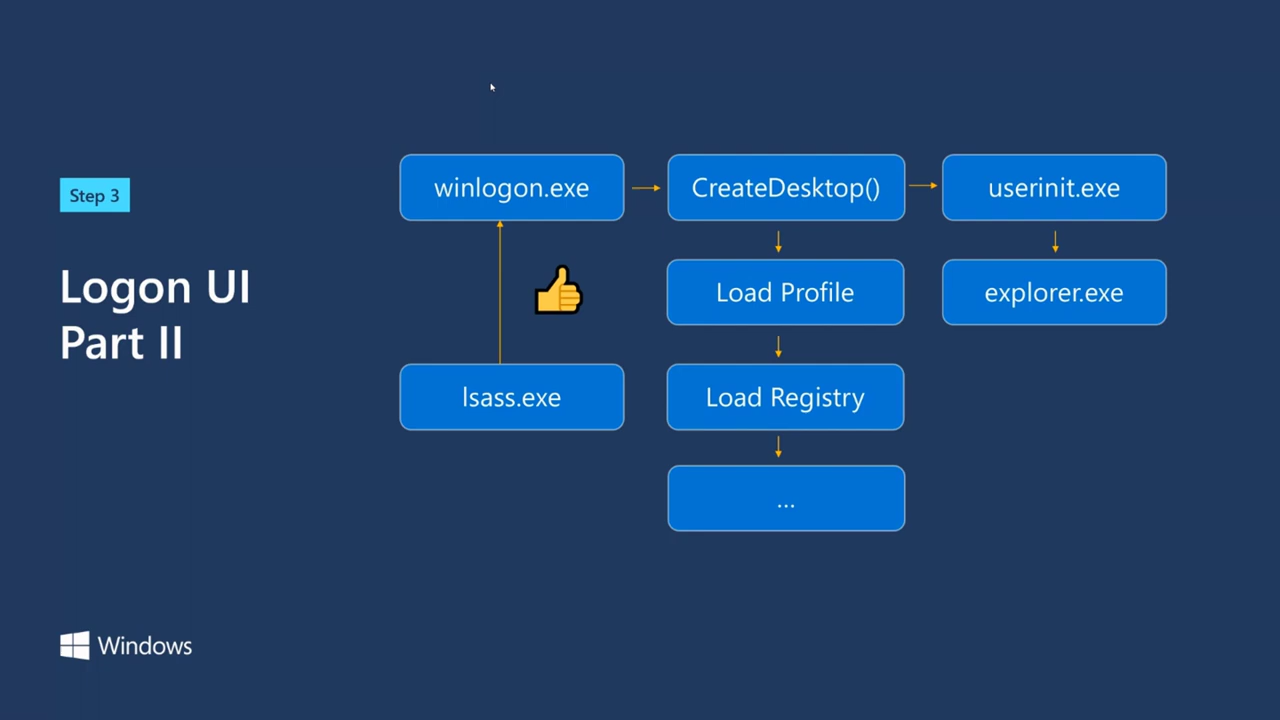 Step 3
Logon UI
Part II
winlogon.exe
CreateDesktop()
userinit.exe
Load Profile
explorer.exe
lsass.exe
Load Registry
...
Windows